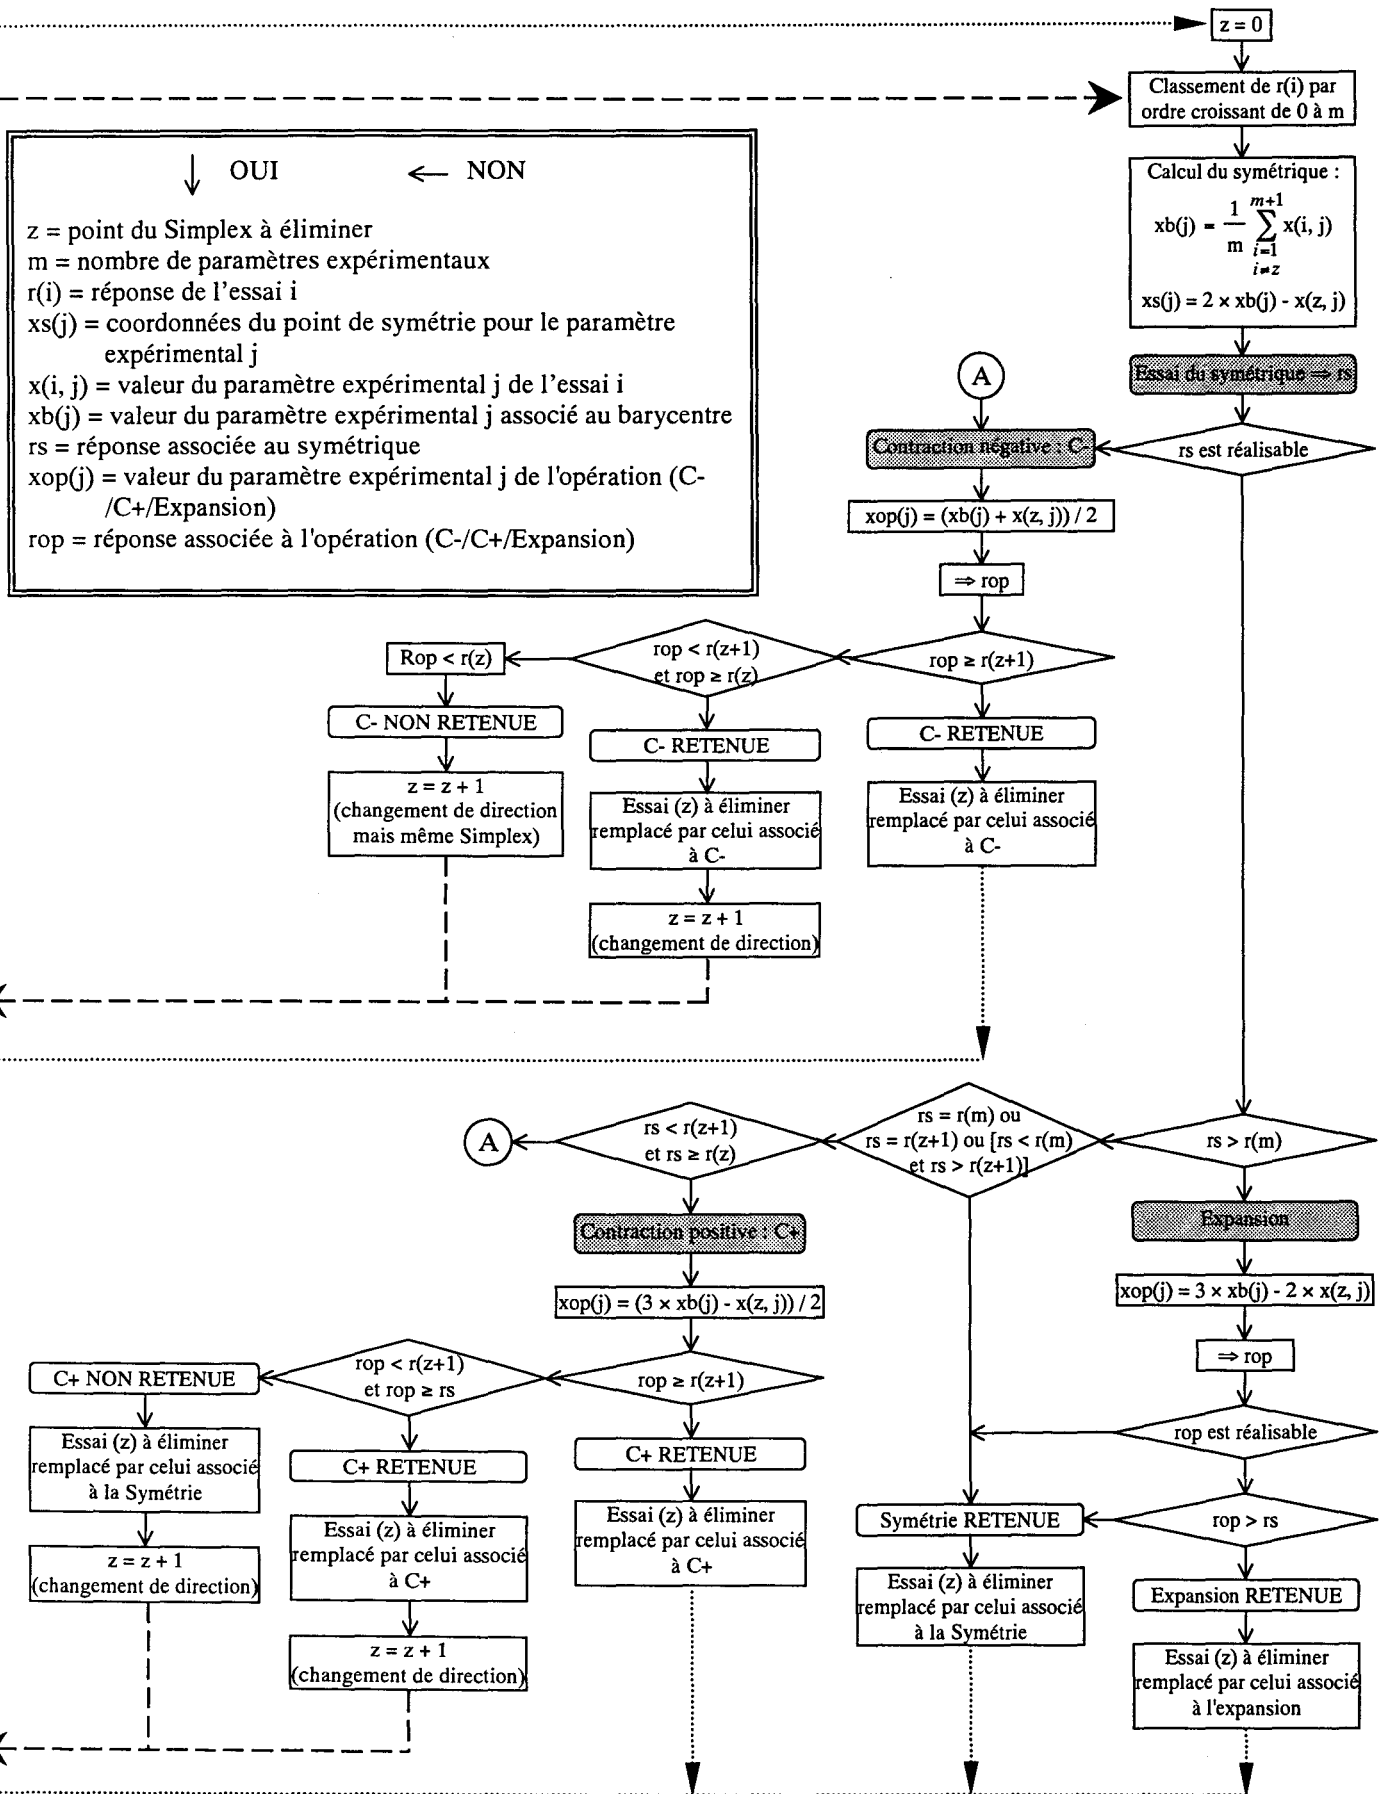 z = 0
Classement de r(i) par
ordre croissant de 0 à m
OUI
NON
z = point du Simplex à éliminer
m = nombre de paramètres expérimentaux
r(i) = réponse de l'essai i
xs(j) = coordonnées du point de symétrie pour le paramètre
expérimental j
x(i, j) = valeur du paramètre expérimental j de l'essai i
xb(j) = valeur du paramètre expérimental j associé au barycentre
rs = réponse associée au symétrique
xop(j) = valeur du paramètre expérimental j de l'opération (C-
/C+/Expansion)
rop = réponse associée à l'opération (C-/C+/Expansion)
Calcul du symétrique :
xb(j) = 1/m ∑ x(i, j)
m+1
i=1
i≠z
xs(j) = 2 × xb(j) - x(z, j)
Essai du symétrique ⇒ rs
rs est réalisable
A
Contraction négative : C-
xop(j) = (xb(j) + x(z, j)) / 2
⇒ rop
rop ≥ r(z+1)
rop < r(z+1)
et rop ≥ r(z)
Rop < r(z)
C- NON RETENUE
z = z + 1
(changement de direction
mais même Simplex)
C- RETENUE
Essai (z) à éliminer
remplacé par celui associé
à C-
z = z + 1
(changement de direction)
C- RETENUE
Essai (z) à éliminer
remplacé par celui associé
à C-
rs > r(m)
rs = r(m) ou
rs = r(z+1) ou [rs < r(m)
et rs > r(z+1)]
rs < r(z+1)
et rs ≥ r(z)
A
Contraction positive : C+
xop(j) = (3 × xb(j) - x(z, j)) / 2
rop ≥ r(z+1)
rop < r(z+1)
et rop ≥ rs
C+ NON RETENUE
Essai (z) à éliminer
remplacé par celui associé
à la Symétrie
z = z + 1
(changement de direction)
C+ RETENUE
Essai (z) à éliminer
remplacé par celui associé
à C+
z = z + 1
(changement de direction)
C+ RETENUE
Essai (z) à éliminer
remplacé par celui associé
à C+
Expansion
xop(j) = 3 × xb(j) - 2 × x(z, j)
⇒ rop
rop est réalisable
rop > rs
Symétrie RETENUE
Essai (z) à éliminer
remplacé par celui associé
à la Symétrie
Expansion RETENUE
Essai (z) à éliminer
remplacé par celui associé
à l'expansion